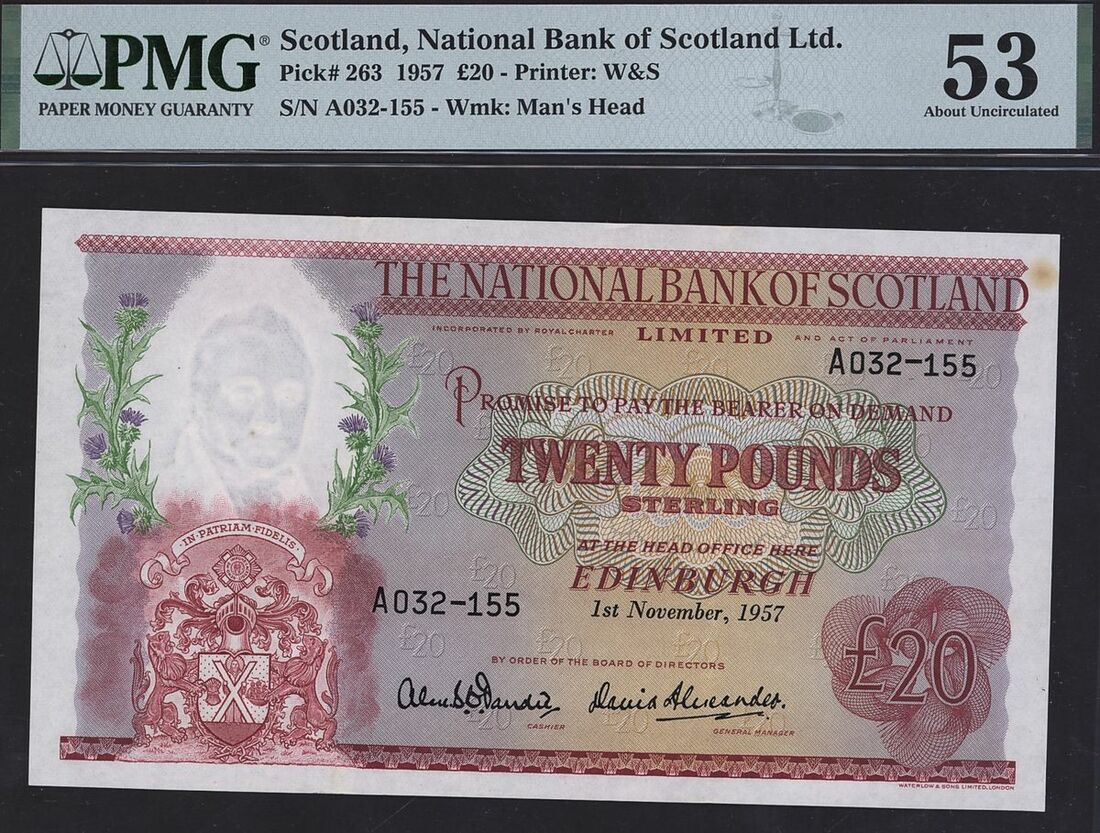 PMG®
PAPER MONEY GUARANTY
Scotland, National Bank of Scotland Ltd.
Pick# 263 1957 £20 - Printer: W&S
S/N A032-155 - Wmk: Man's Head
53
About Uncirculated
THE NATIONAL BANK OF SCOTLAND
INCORPORATED BY ROYAL CHARTER LIMITED AND ACT OF PARLIAMENT
A032-155
PROMISE TO PAY THE BEARER ON DEMAND
TWENTY POUNDS
STERLING
AT THE HEAD OFFICE HERE
EDINBURGH
1st November, 1957
A032-155
IN·PATRIAM·FIDELIS·
BY ORDER OF THE BOARD OF DIRECTORS
David Alexander.
CASHIER
GENERAL MANAGER
£20
WATERLOW & SONS LIMITED, LONDON